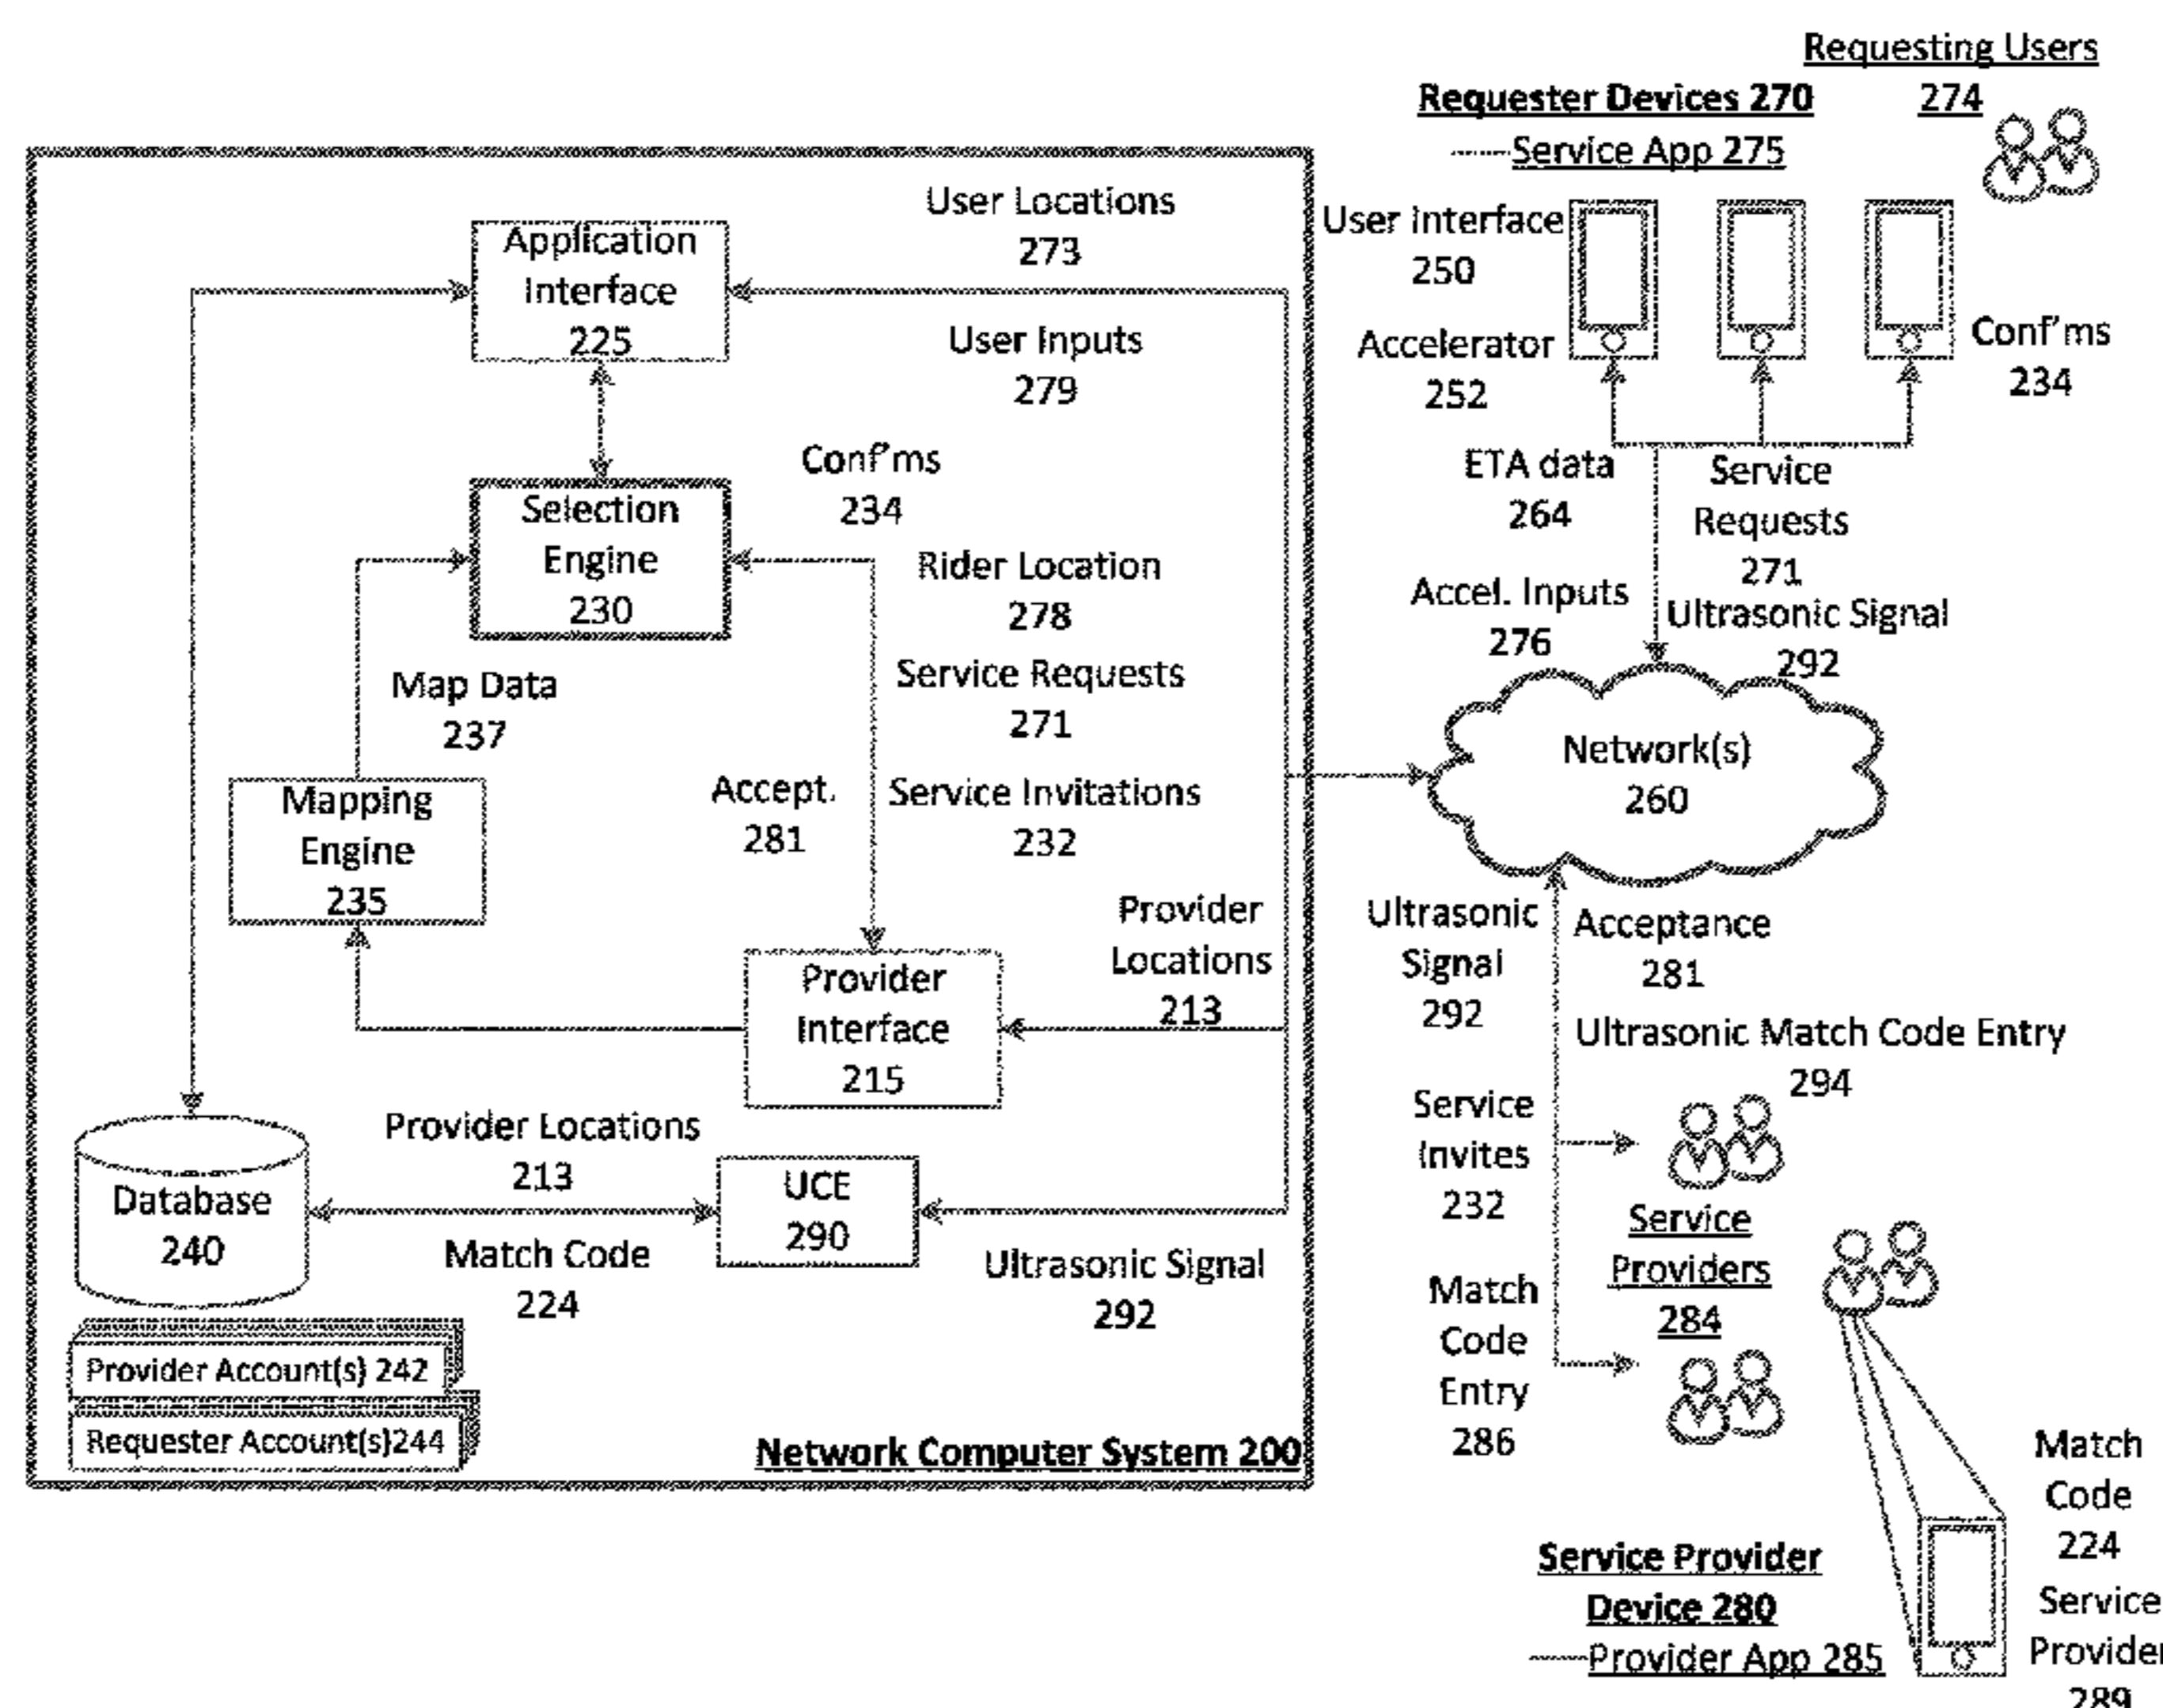 Requesting Users
274
Requester Devices 270
Service App 275
User Locations
273
Application
Interface
225
User Inputs
279
User Interface
250
Accelerator
252
Conf'ms
234
Conf'ms
234
Selection
Engine
230
Rider Location
278
Service Requests
271
ETA data
264
Service
Requests
271
Accel. Inputs
276
Ultrasonic Signal
292
Map Data
237
Network(s)
260
Mapping
Engine
235
Accept.
281
Service Invitations
232
Provider
Locations
213
Provider
Interface
215
Ultrasonic
Signal
292
Acceptance
281
Ultrasonic Match Code Entry
294
Service
Invites
232
Provider Locations
213
Database
240
UCE
290
Match Code
224
Ultrasonic Signal
292
Service
Providers
284
Match
Code
Entry
286
Provider Account(s) 242
Requester Account(s)244
Network Computer System 200
Match
Code
224
Service Provider
Device 280
Provider App 285
Service
Provider
289